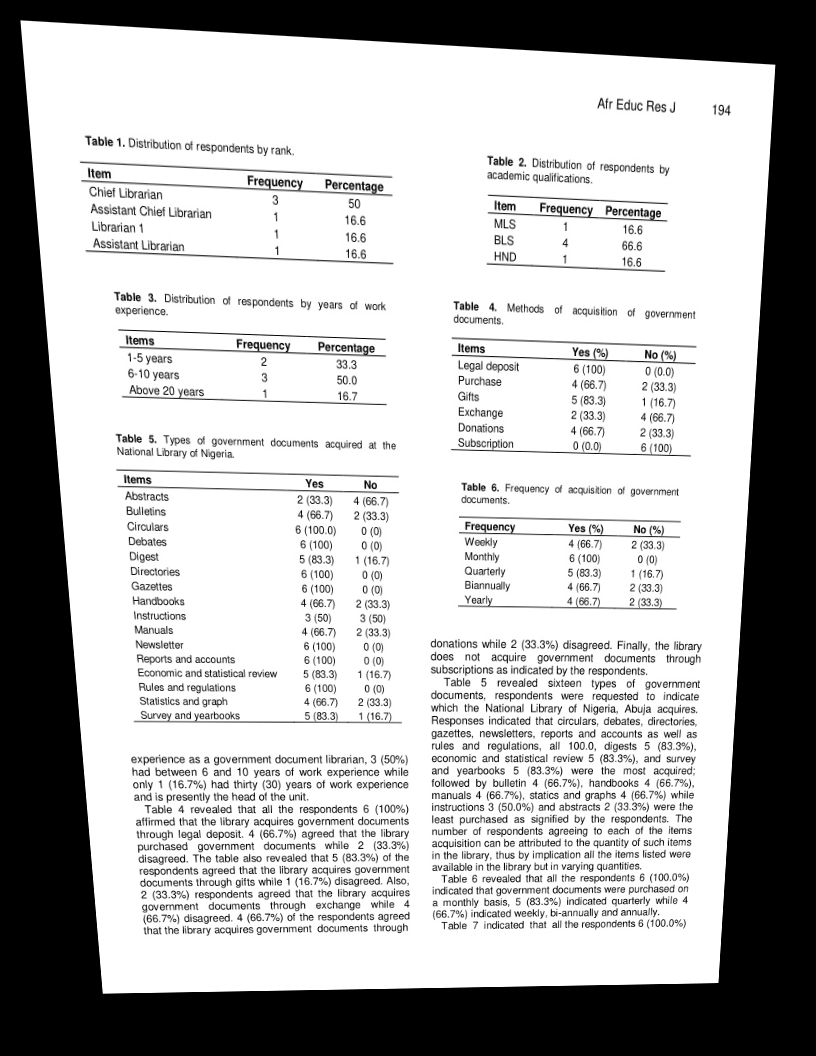 Afr Educ Res J 194
Table 1. Distribution of respondents by rank.
Item Frequency Percentage
Chief Librarian 3 50
Assistant Chief Librarian 1 16.6
Librarian 1 1 16.6
Assistant Librarian 1 16.6
Table 2. Distribution of respondents by
academic qualifications.
Item Frequency Percentage
MLS 1 16.6
BLS 4 66.6
HND 1 16.6
Table 3. Distribution of respondents by years of work
experience.
Items Frequency Percentage
1-5 years 2 33.3
6-10 years 3 50.0
Above 20 years 1 16.7
Table 4. Methods of acquisition of government
documents.
Items Yes (%) No (%)
Legal deposit 6 (100) 0 (0.0)
Purchase 4 (66.7) 2 (33.3)
Gifts 5 (83.3) 1 (16.7)
Exchange 2 (33.3) 4 (66.7)
Donations 4 (66.7) 2 (33.3)
Subscription 0 (0.0) 6 (100)
Table 5. Types of government documents acquired at the
National Library of Nigeria.
Items Yes No
Abstracts 2 (33.3) 4 (66.7)
Bulletins 4 (66.7) 2 (33.3)
Circulars 6 (100.0) 0 (0)
Debates 6 (100) 0 (0)
Digest 5 (83.3) 1 (16.7)
Directories 6 (100) 0 (0)
Gazettes 6 (100) 0 (0)
Handbooks 4 (66.7) 2 (33.3)
Instructions 3 (50) 3 (50)
Manuals 4 (66.7) 2 (33.3)
Newsletter 6 (100) 0 (0)
Reports and accounts 6 (100) 0 (0)
Economic and statistical review 5 (83.3) 1 (16.7)
Rules and regulations 6 (100) 0 (0)
Statistics and graph 4 (66.7) 2 (33.3)
Survey and yearbooks 5 (83.3) 1 (16.7)
Table 6. Frequency of acquisition of government
documents.
Frequency Yes (%) No (%)
Weekly 4 (66.7) 2 (33.3)
Monthly 6 (100) 0 (0)
Quarterly 5 (83.3) 1 (16.7)
Biannually 4 (66.7) 2 (33.3)
Yearly 4 (66.7) 2 (33.3)
experience as a government document librarian, 3 (50%)
had between 6 and 10 years of work experience while
only 1 (16.7%) had thirty (30) years of work experience
and is presently the head of the unit.
Table 4 revealed that all the respondents 6 (100%)
affirmed that the library acquires government documents
through legal deposit. 4 (66.7%) agreed that the library
purchased government documents while 2 (33.3%)
disagreed. The table also revealed that 5 (83.3%) of the
respondents agreed that the library acquires government
documents through gifts while 1 (16.7%) disagreed. Also,
2 (33.3%) respondents agreed that the library acquires
government documents through exchange while 4
(66.7%) disagreed. 4 (66.7%) of the respondents agreed
that the library acquires government documents through
donations while 2 (33.3%) disagreed. Finally, the library
does not acquire government documents through
subscriptions as indicated by the respondents.
Table 5 revealed sixteen types of government
documents, respondents were requested to indicate
which the National Library of Nigeria, Abuja acquires.
Responses indicated that circulars, debates, directories,
gazettes, newsletters, reports and accounts as well as
rules and regulations, all 100.0, digests 5 (83.3%),
economic and statistical review 5 (83.3%), and survey
and yearbooks 5 (83.3%) were the most acquired;
followed by bulletin 4 (66.7%), handbooks 4 (66.7%),
manuals 4 (66.7%), statics and graphs 4 (66.7%) while
instructions 3 (50.0%) and abstracts 2 (33.3%) were the
least purchased as signified by the respondents. The
number of respondents agreeing to each of the items
acquisition can be attributed to the quantity of such items
in the library, thus by implication all the items listed were
available in the library but in varying quantities.
Table 6 revealed that all the respondents 6 (100.0%)
indicated that government documents were purchased on
a monthly basis, 5 (83.3%) indicated quarterly while 4
(66.7%) indicated weekly, bi-annually and annually.
Table 7 indicated that all the respondents 6 (100.0%)